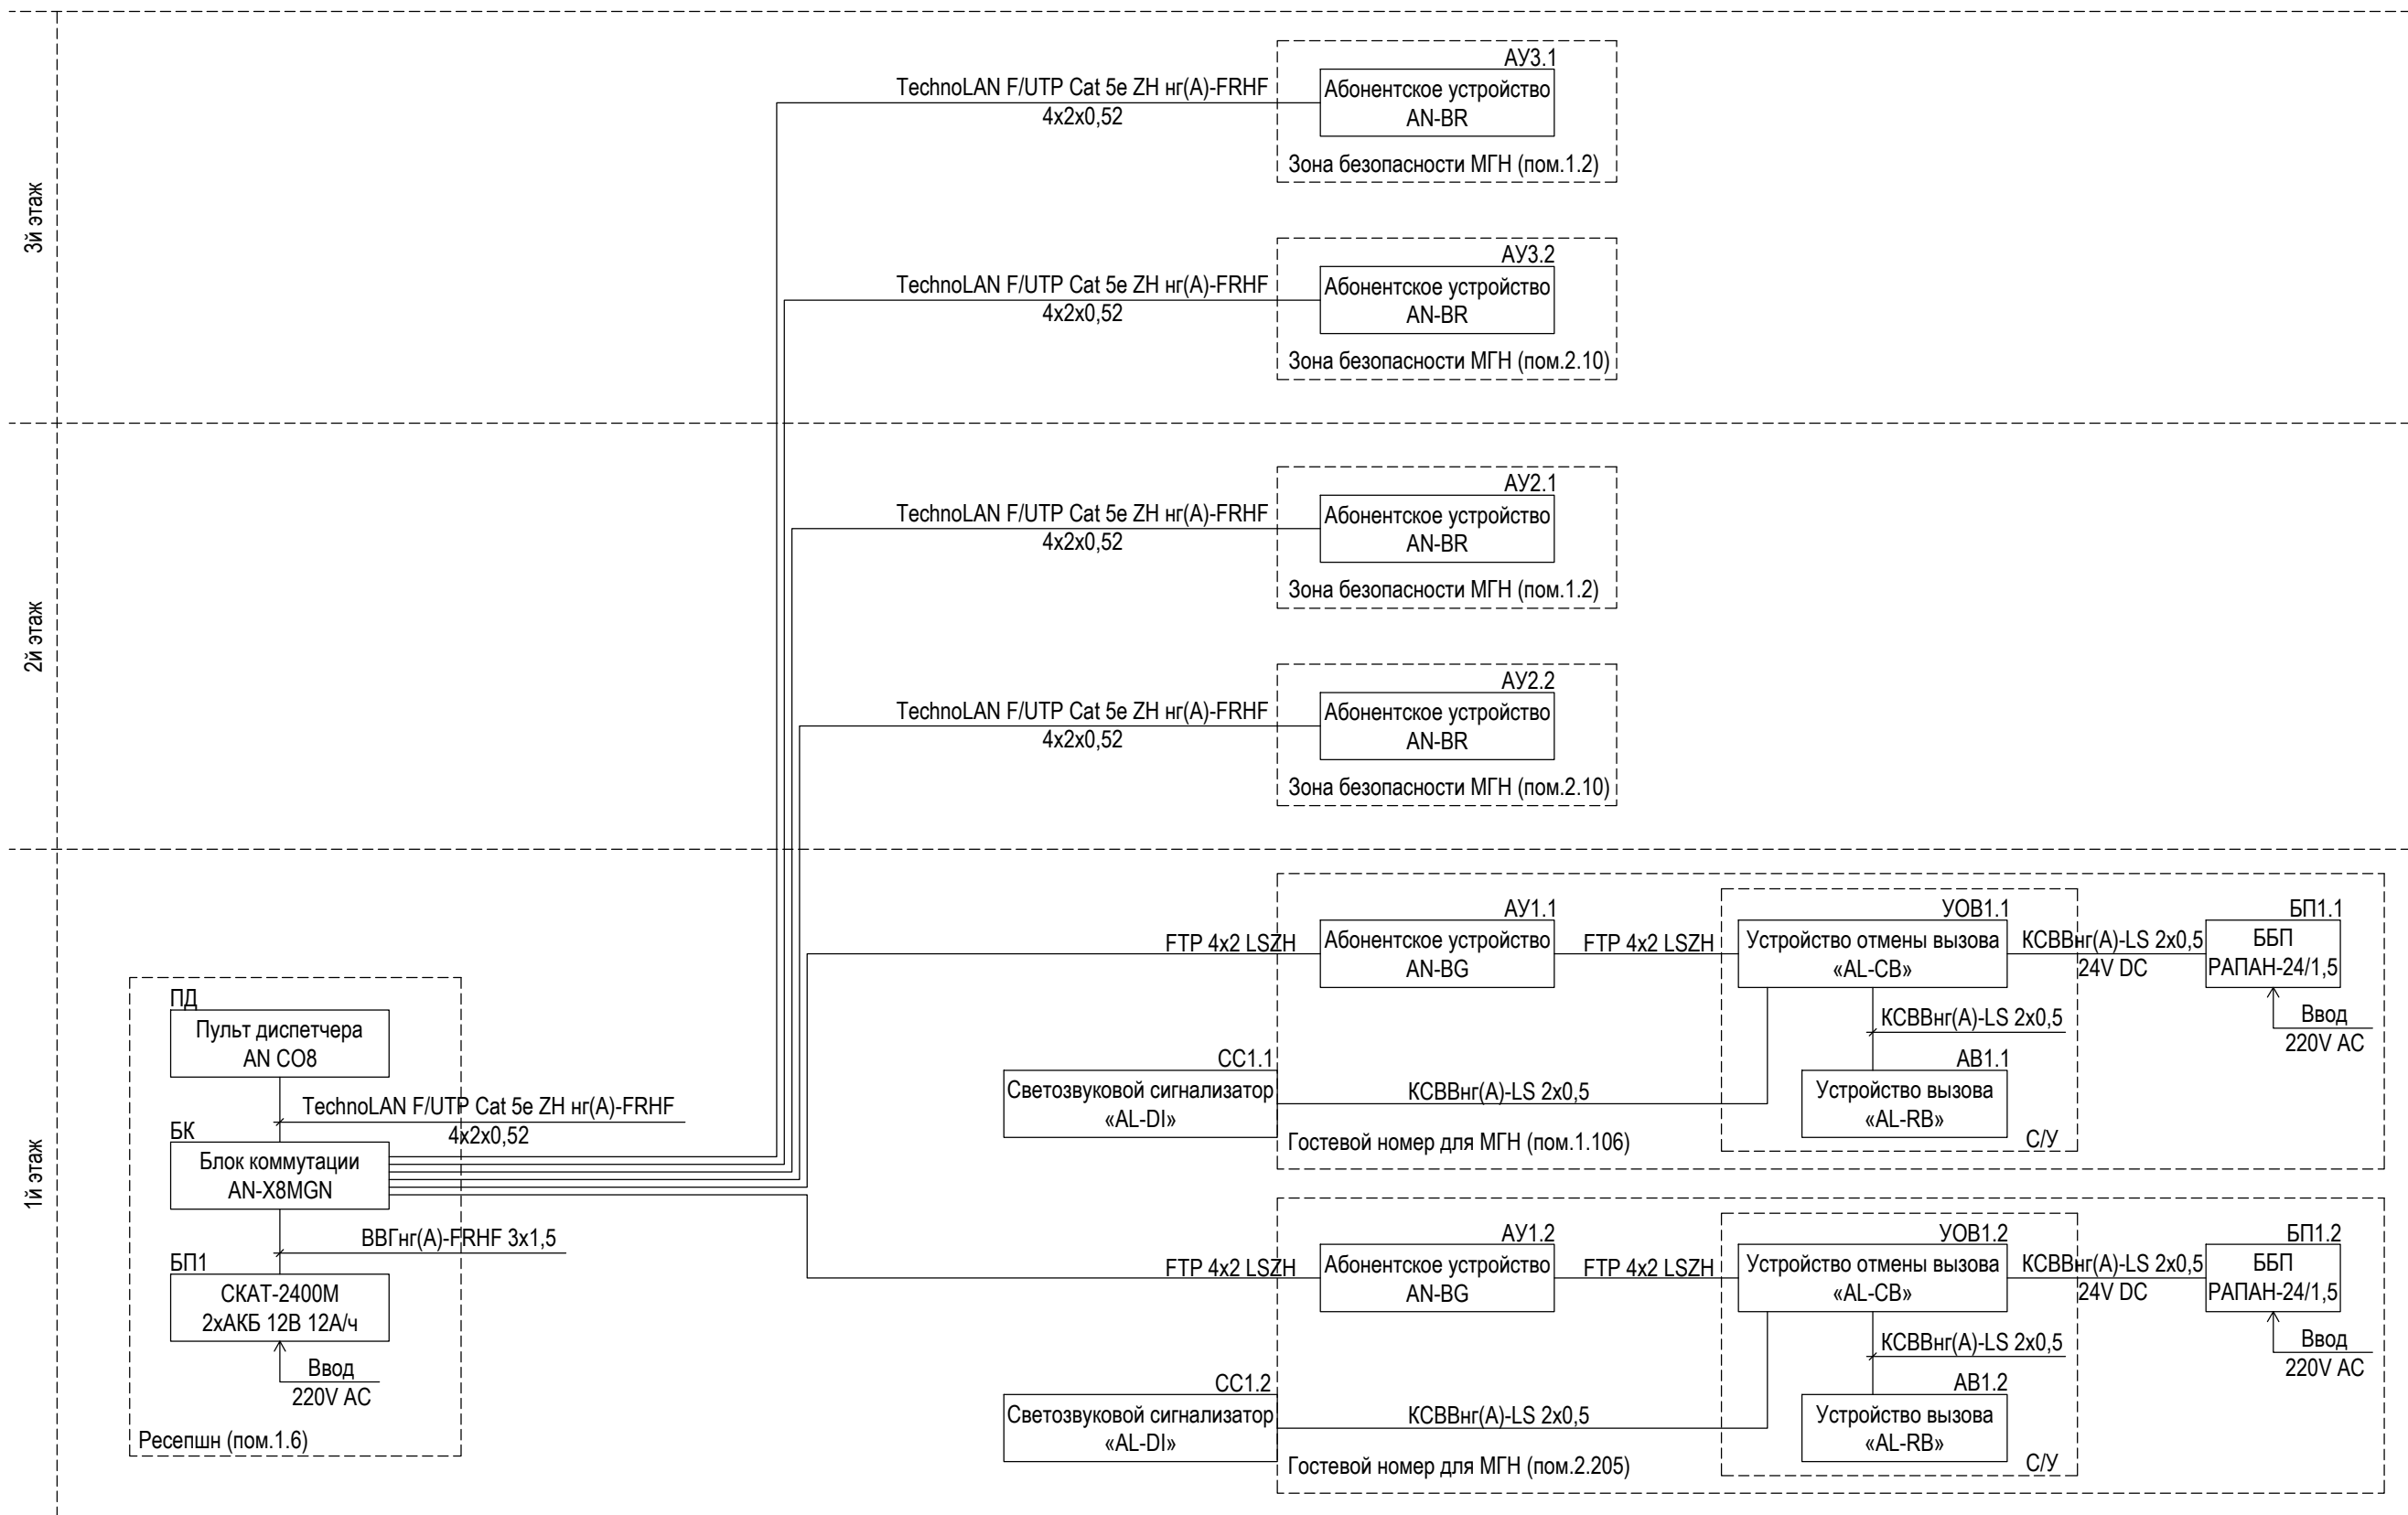 3й этаж
АУ3.1
TechnoLAN F/UTP Cat 5e ZH нг(А)-FRHF
4x2x0,52
Абонентское устройство
AN-BR
Зона безопасности МГН (пом.1.2)
АУ3.2
TechnoLAN F/UTP Cat 5e ZH нг(А)-FRHF
4x2x0,52
Абонентское устройство
AN-BR
Зона безопасности МГН (пом.2.10)
2й этаж
АУ2.1
TechnoLAN F/UTP Cat 5e ZH нг(А)-FRHF
4x2x0,52
Абонентское устройство
AN-BR
Зона безопасности МГН (пом.1.2)
АУ2.2
TechnoLAN F/UTP Cat 5e ZH нг(А)-FRHF
4x2x0,52
Абонентское устройство
AN-BR
Зона безопасности МГН (пом.2.10)
1й этаж
ПД
Пульт диспетчера
AN CO8
TechnoLAN F/UTP Cat 5e ZH нг(А)-FRHF
4x2x0,52
БК
Блок коммутации
AN-X8MGN
ВВГнг(А)-FRHF 3x1,5
БП1
СКАТ-2400М
2хАКБ 12В 12А/ч
Ввод
220V AC
Ресепшн (пом.1.6)
FTP 4x2 LSZH
АУ1.1
Абонентское устройство
AN-BG
FTP 4x2 LSZH
УОВ1.1
Устройство отмены вызова
«AL-CB»
КСВВнг(А)-LS 2x0,5
24V DC
БП1.1
ББП
РАПАН-24/1,5
Ввод
220V AC
КСВВнг(А)-LS 2x0,5
АВ1.1
Устройство вызова
«AL-RB»
С/У
СС1.1
Светозвуковой сигнализатор
«AL-DI»
КСВВнг(А)-LS 2x0,5
Гостевой номер для МГН (пом.1.106)
FTP 4x2 LSZH
АУ1.2
Абонентское устройство
AN-BG
FTP 4x2 LSZH
УОВ1.2
Устройство отмены вызова
«AL-CB»
КСВВнг(А)-LS 2x0,5
24V DC
БП1.2
ББП
РАПАН-24/1,5
Ввод
220V AC
КСВВнг(А)-LS 2x0,5
АВ1.2
Устройство вызова
«AL-RB»
С/У
СС1.2
Светозвуковой сигнализатор
«AL-DI»
КСВВнг(А)-LS 2x0,5
Гостевой номер для МГН (пом.2.205)